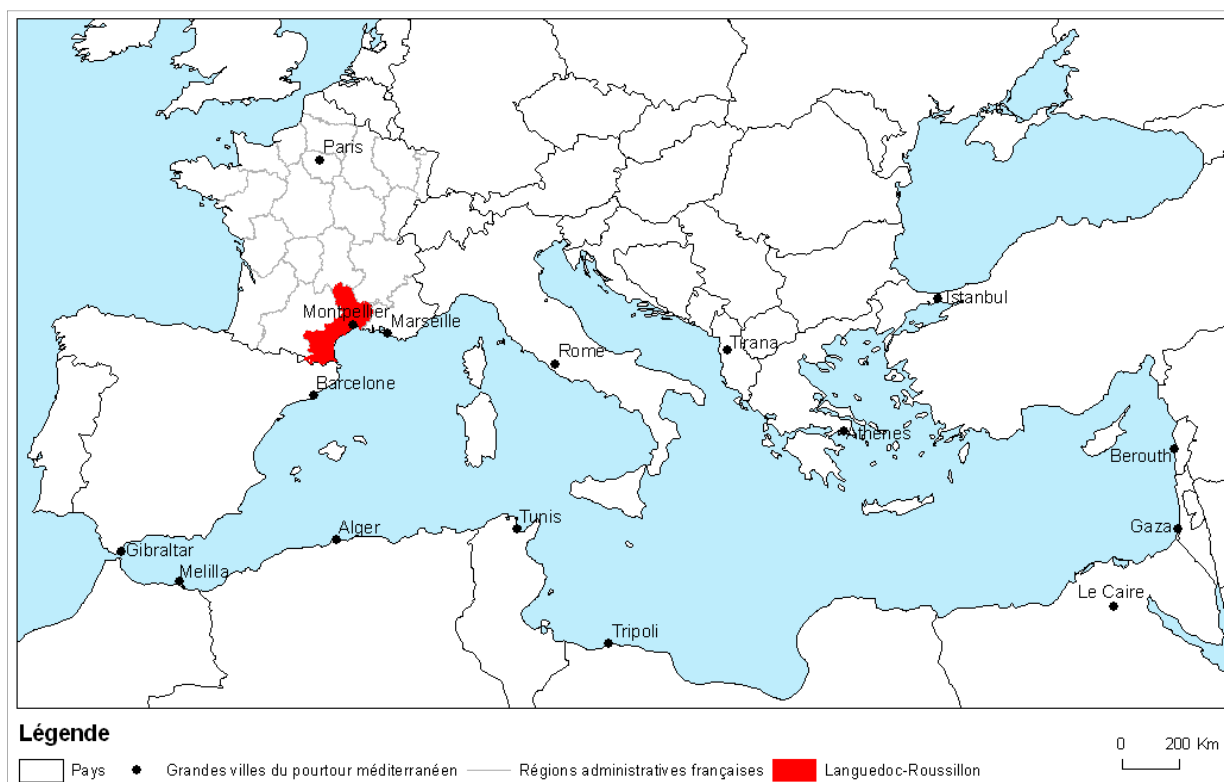 Paris
Montpellier
Marseille
Istanbul
Rome
Tirana
Barcelone
Athènes
Berouth
Tunis
Gaza
Alger
Gibraltar
Melilla
Le Caire
Tripoli
Légende
0 200 Km
Pays Grandes villes du pourtour méditerranéen Régions administratives françaises Languedoc-Roussillon